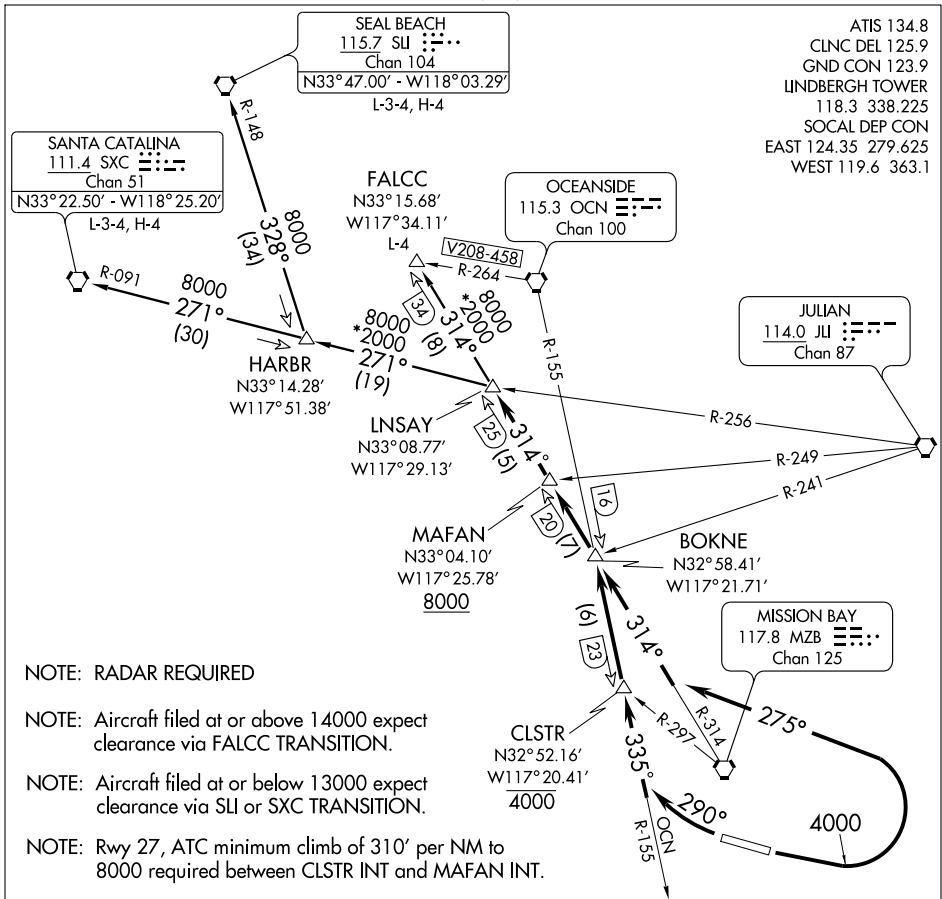 SEAL BEACH
115.7 SLI
Chan 104
N33°47.00' - W118°03.29'
L-3-4, H-4
ATIS 134.8
CLNC DEL 125.9
GND CON 123.9
LINDBERGH TOWER
118.3 338.225
SOCAL DEP CON
EAST 124.35 279.625
WEST 119.6 363.1
R-148
SANTA CATALINA
111.4 SXC
Chan 51
N33°22.50' - W118°25.20'
L-3-4, H-4
FALCC
N33°15.68'
W117°34.11'
L-4
OCEANSIDE
115.3 OCN
Chan 100
8000
328°
(34)
V208-458
R-264
R-091
8000
271°
(30)
HARBR
N33°14.28'
W117°51.38'
8000
*2000
271°
(19)
34
8000
*2000
314°
(8)
R-155
JULIAN
114.0 JLI
Chan 87
LNSAY
N33°08.77'
W117°29.13'
25
314°
(5)
R-256
R-249
R-241
MAFAN
N33°04.10'
W117°25.78'
8000
20
(7)
16
BOKNE
N32°58.41'
W117°21.71'
(6)
23
314°
MISSION BAY
117.8 MZB
Chan 125
CLSTR
N32°52.16'
W117°20.41'
4000
R-297
R-314
275°
335°
290°
4000
OCN
R-155
NOTE: RADAR REQUIRED
NOTE: Aircraft filed at or above 14000 expect
clearance via FALCC TRANSITION.
NOTE: Aircraft filed at or below 13000 expect
clearance via SLI or SXC TRANSITION.
NOTE: Rwy 27, ATC minimum climb of 310' per NM to
8000 required between CLSTR INT and MAFAN INT.